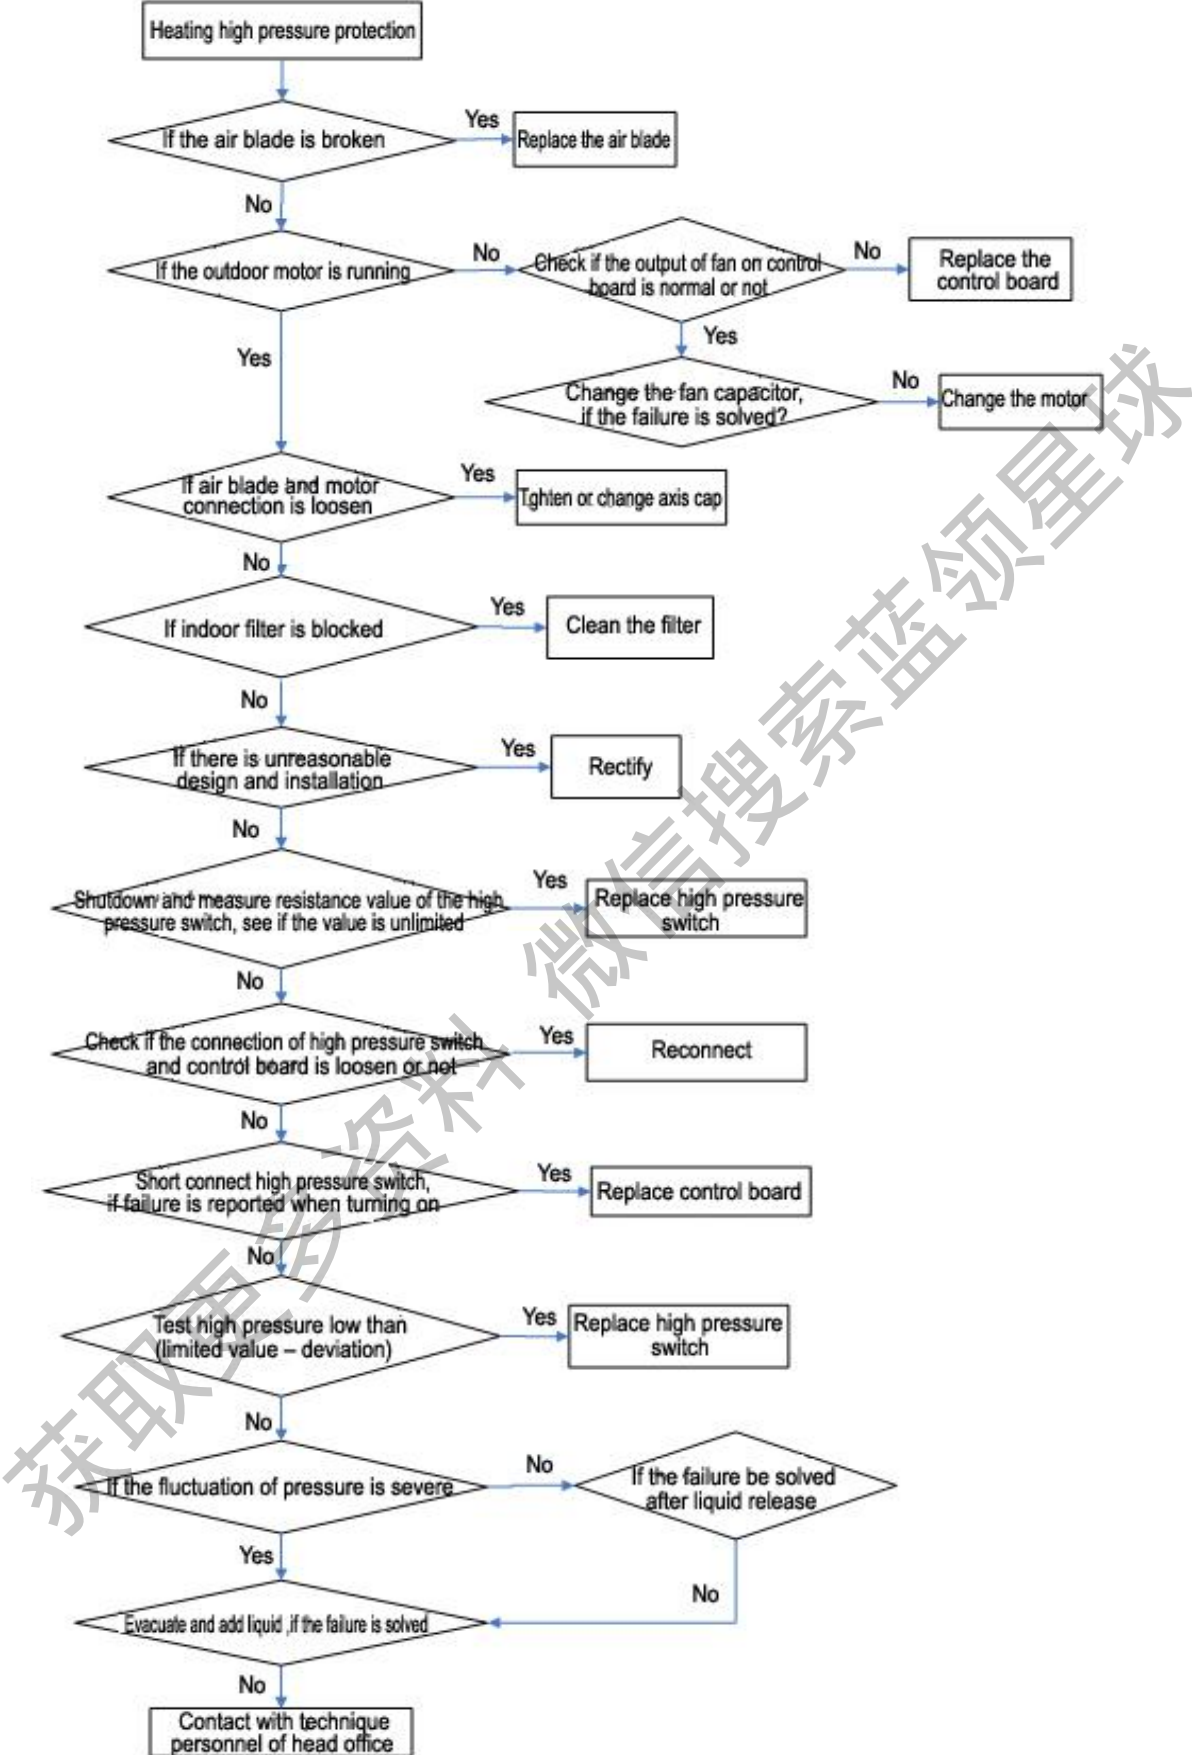 Heating high pressure protection
If the air blade is broken
Yes
Replace the air blade
No
If the outdoor motor is running
No
Check if the output of fan on control
board is normal or not
No
Replace the
control board
Yes
Yes
Change the fan capacitor,
if the failure is solved?
No
Change the motor
If air blade and motor
connection is loosen
Yes
Tghten or change axis cap
No
If indoor filter is blocked
Yes
Clean the filter
No
If there is unreasonable
design and installation
Yes
Rectify
No
Shutdown and measure resistance value of the high
pressure switch, see if the value is unlimited
Yes
Replace high pressure
switch
No
Check if the connection of high pressure switch
and control board is loosen or not
Yes
Reconnect
No
Short connect high pressure switch,
if failure is reported when turning on
Yes
Replace control board
No
Test high pressure low than
(limited value – deviation)
Yes
Replace high pressure
switch
No
If the fluctuation of pressure is severe
No
If the failure be solved
after liquid release
Yes
No
Evacuate and add liquid ,if the failure is solved
No
Contact with technique
personnel of head office
获取更多资料 微信搜索蓝领星球